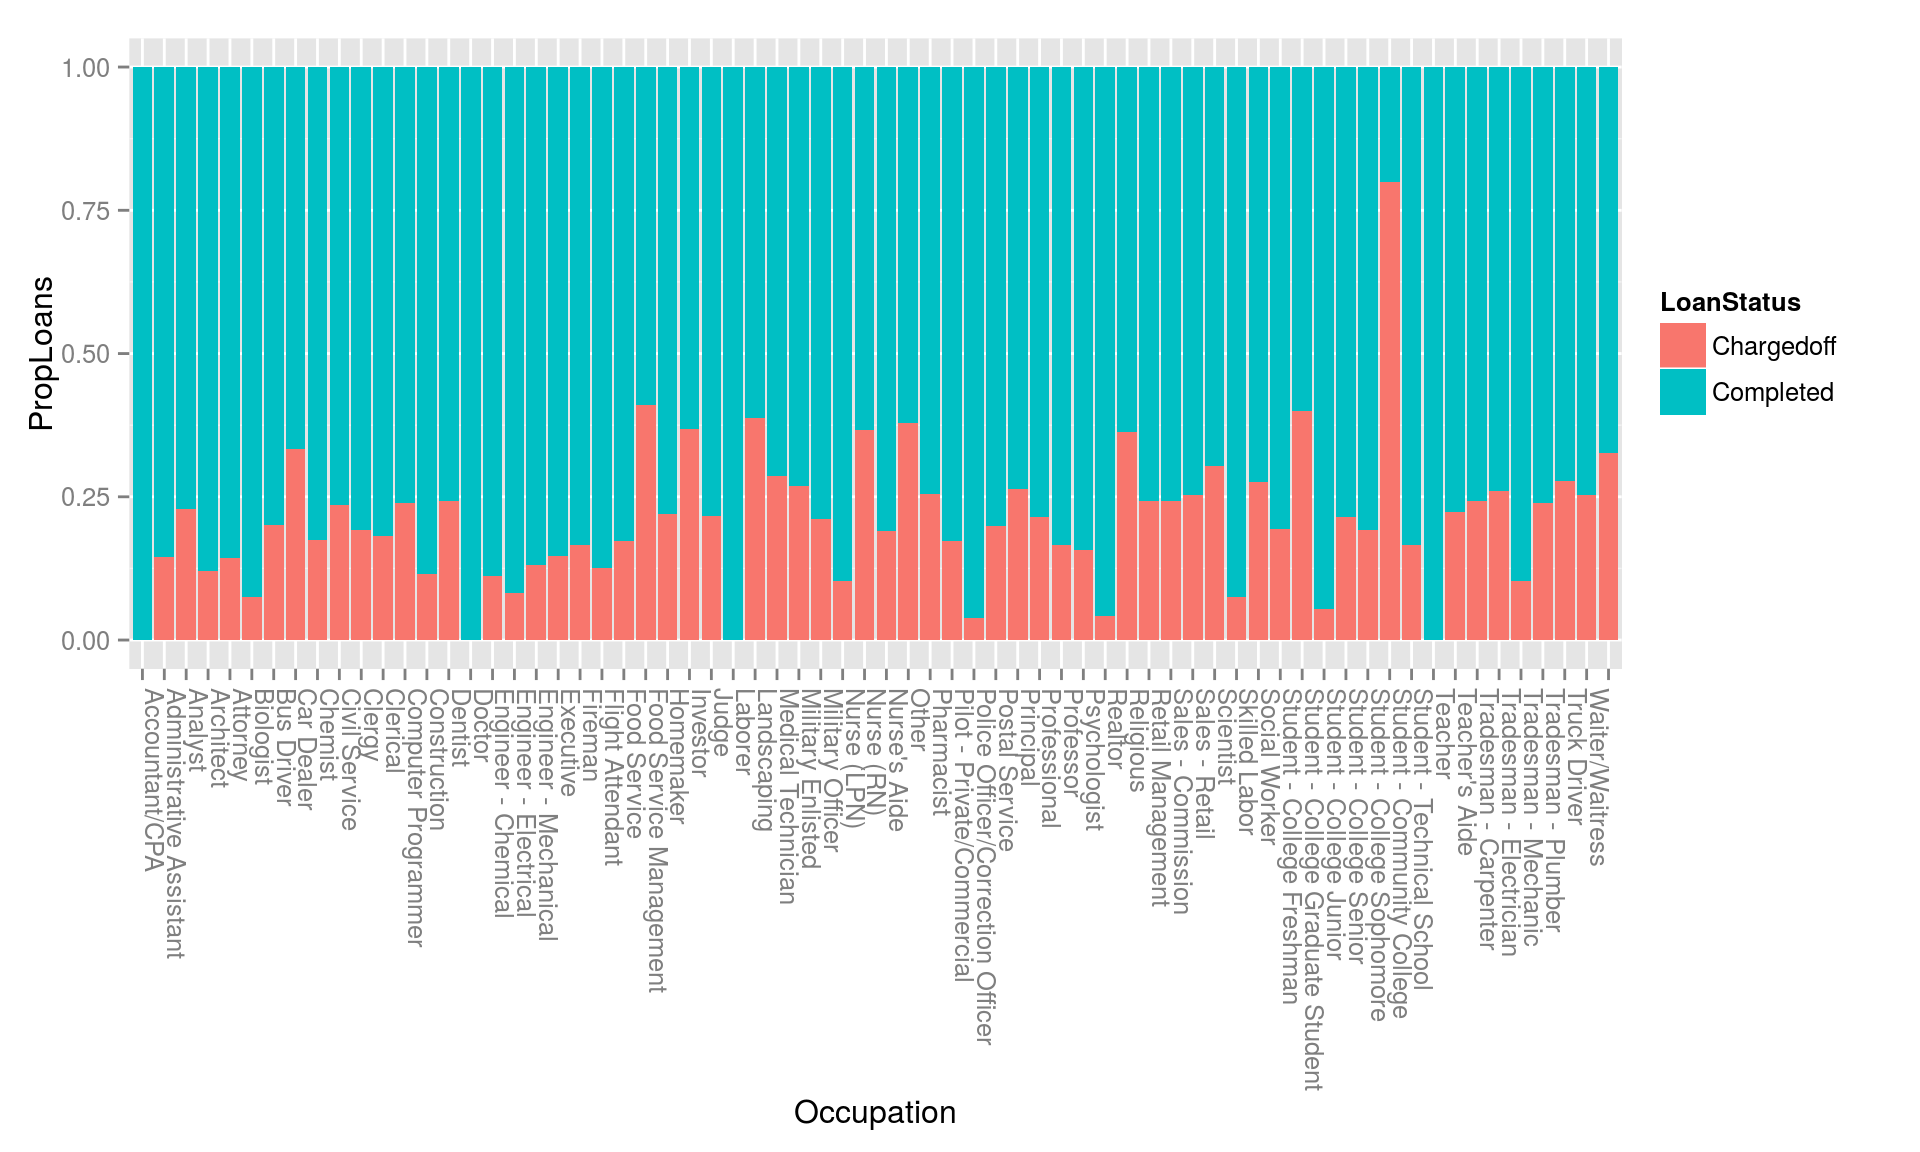 1.00
0.75
0.50
0.25
0.00
PropLoans
Accountant/CPA
Administrative Assistant
Analyst
Architect
Attorney
Biologist
Bus Driver
Car Dealer
Chemist
Civil Service
Clergy
Clerical
Computer Programmer
Construction
Dentist
Doctor
Engineer - Chemical
Engineer - Electrical
Engineer - Mechanical
Executive
Fireman
Flight Attendant
Food Service
Food Service Management
Homemaker
Investor
Judge
Laborer
Landscaping
Medical Technician
Military Enlisted
Military Officer
Nurse (LPN)
Nurse (RN)
Nurse's Aide
Other
Pharmacist
Pilot - Private/Commercial
Police Officer/Correction Officer
Postal Service
Principal
Professional
Professor
Psychologist
Realtor
Religious
Retail Management
Sales - Commission
Sales - Retail
Scientist
Skilled Labor
Social Worker
Student - College Freshman
Student - College Graduate Student
Student - College Junior
Student - College Senior
Student - College Sophomore
Student - Community College
Student - Technical School
Teacher
Teacher's Aide
Tradesman - Carpenter
Tradesman - Electrician
Tradesman - Mechanic
Tradesman - Plumber
Truck Driver
Waiter/Waitress
Occupation
LoanStatus
Chargedoff
Completed